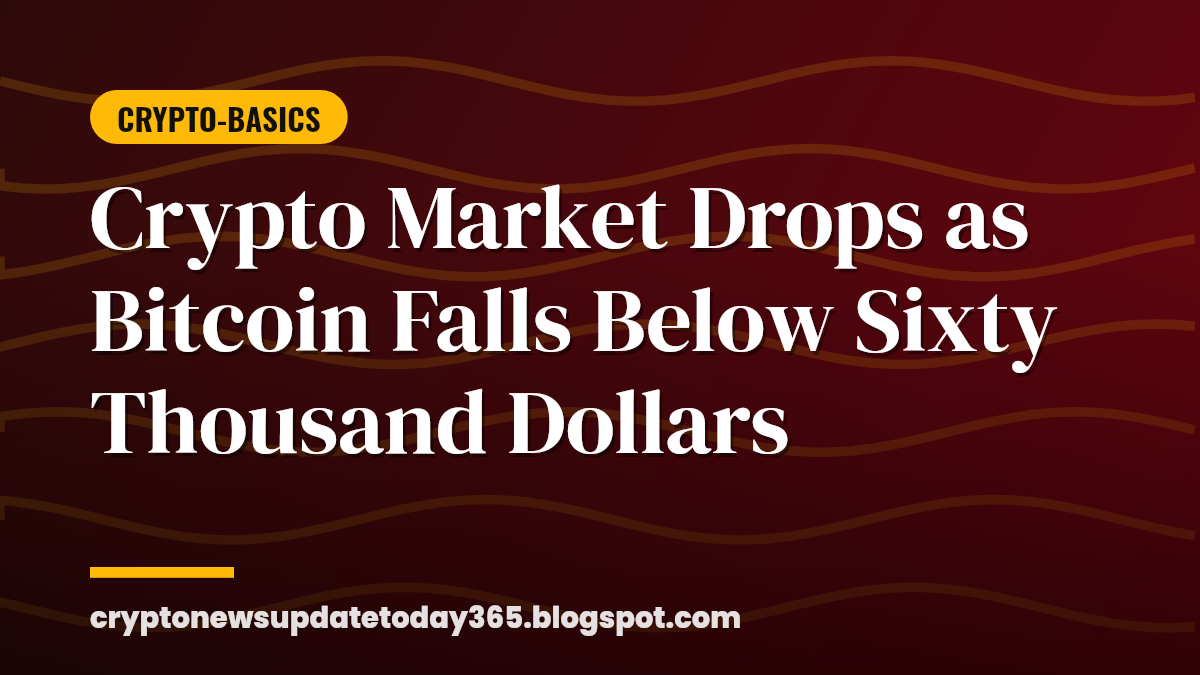 CRYPTO-BASICS
Crypto Market Drops as
Bitcoin Falls Below Sixty
Thousand Dollars
cryptonewsupdatetoday365.blogspot.com